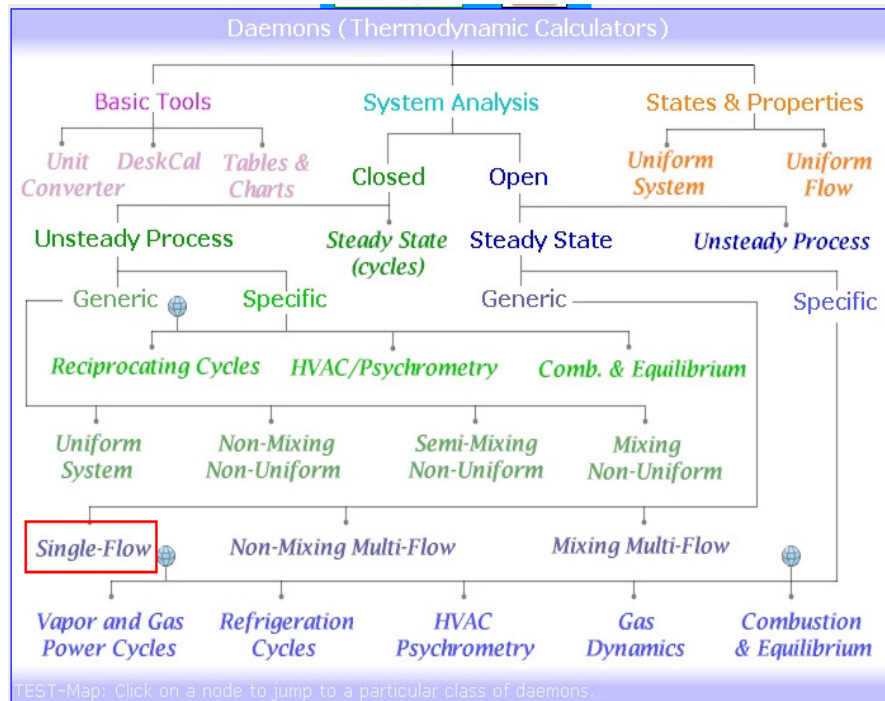 Daemons (Thermodynamic Calculators)
Basic Tools
System Analysis
States & Properties
Unit
Converter
DeskCal
Tables &
Charts
Closed
Open
Uniform
System
Uniform
Flow
Unsteady Process
Steady State
(cycles)
Steady State
Unsteady Process
Generic
Specific
Generic
Specific
Reciprocating Cycles
HVAC/Psychrometry
Comb. & Equilibrium
Uniform
System
Non-Mixing
Non-Uniform
Semi-Mixing
Non-Uniform
Mixing
Non-Uniform
Single-Flow
Non-Mixing Multi-Flow
Mixing Multi-Flow
Vapor and Gas
Power Cycles
Refrigeration
Cycles
HVAC
Psychrometry
Gas
Dynamics
Combustion
& Equilibrium
TEST-Map: Click on a node to jump to a particular class of daemons.